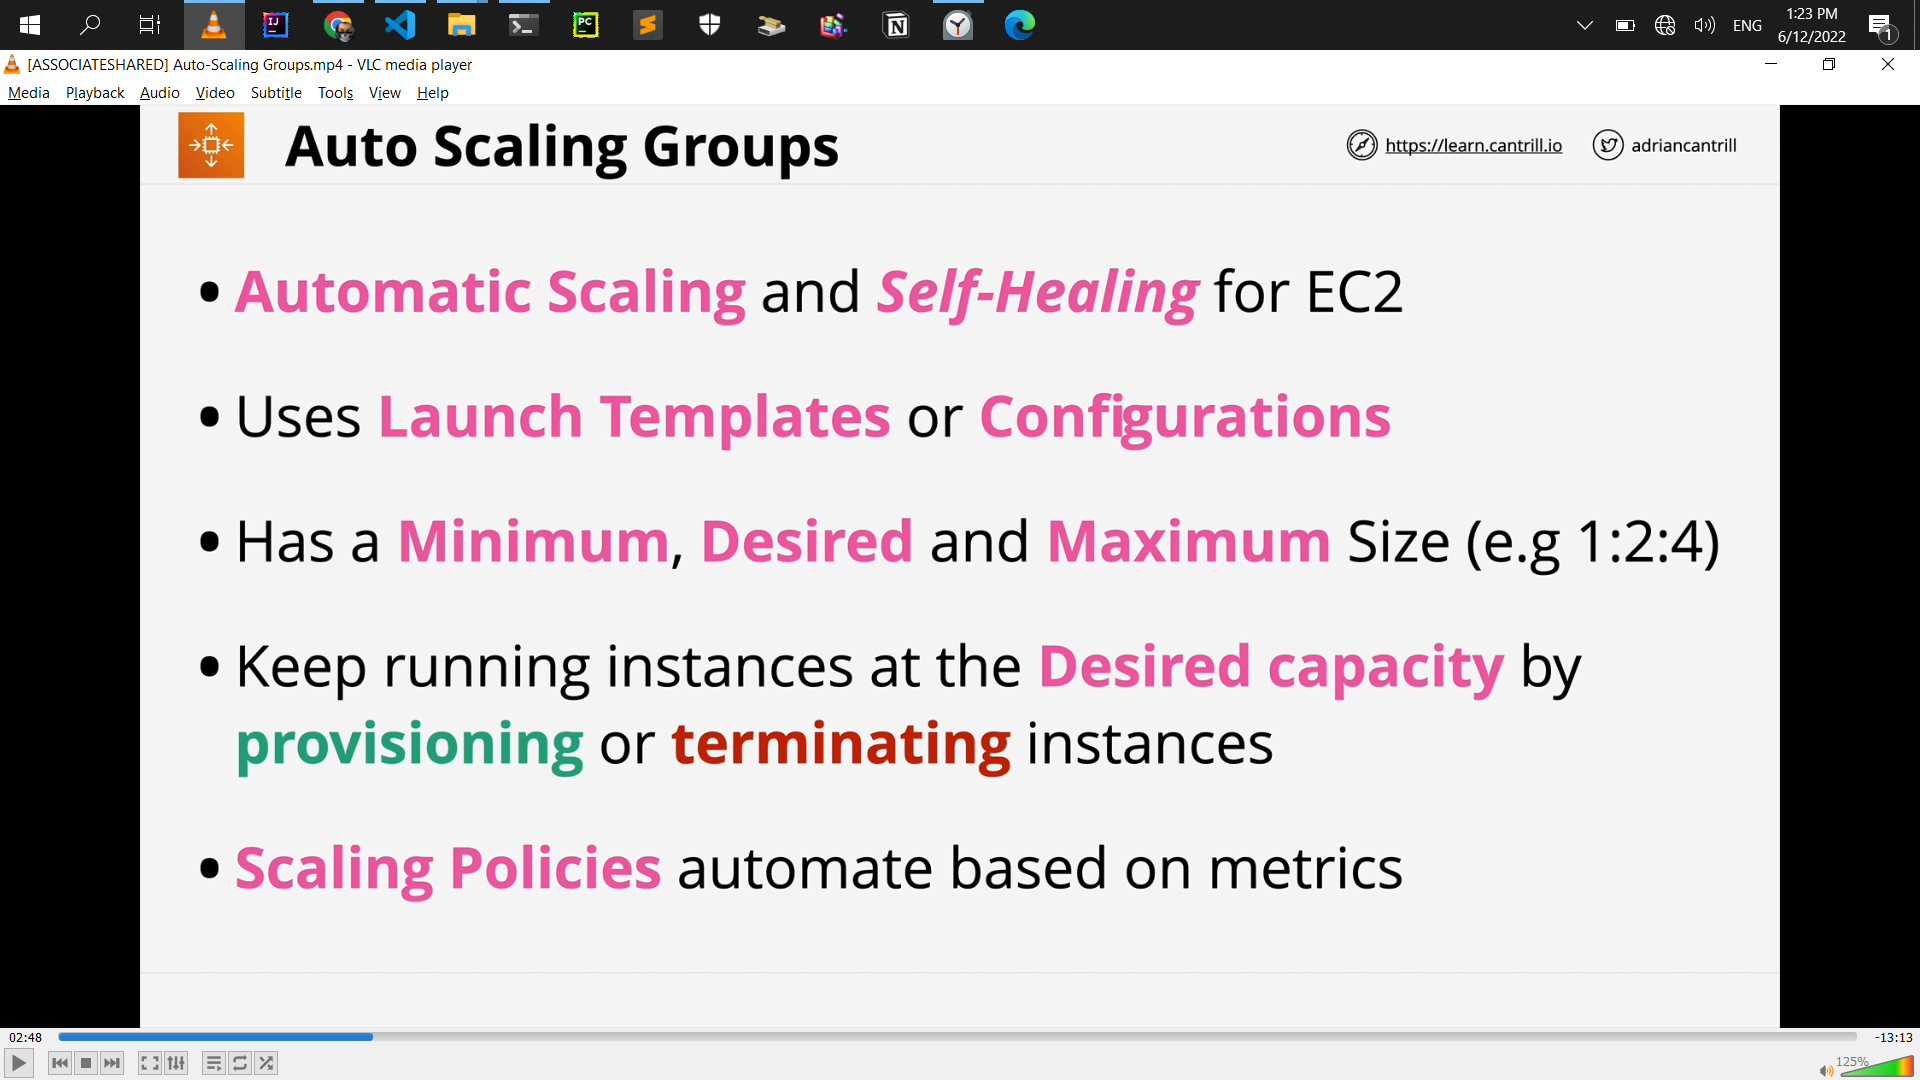 ENG
1:23 PM
6/12/2022
1
IJ
PC
[ASSOCIATESHARED] Auto-Scaling Groups.mp4 - VLC media player
Media Playback Audio Video Subtitle Tools View Help
Auto Scaling Groups
https://learn.cantrill.io
adriancantrill
• Automatic Scaling and Self-Healing for EC2
• Uses Launch Templates or Configurations
• Has a Minimum, Desired and Maximum Size (e.g 1:2:4)
• Keep running instances at the Desired capacity by
provisioning or terminating instances
• Scaling Policies automate based on metrics
02:48
-13:13
125%